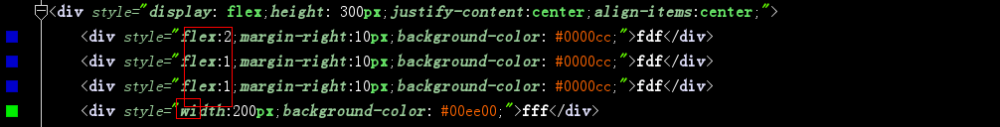 <div style="display: flex;height: 300px;justify-content:center;align-items:center;">
<div style="flex:2;margin-right:10px;background-color: #0000cc;">fdf</div>
<div style="flex:1;margin-right:10px;background-color: #0000cc;">fdf</div>
<div style="flex:1;margin-right:10px;background-color: #0000cc;">fdf</div>
<div style="width:200px;background-color: #00ee00;">fff</div>